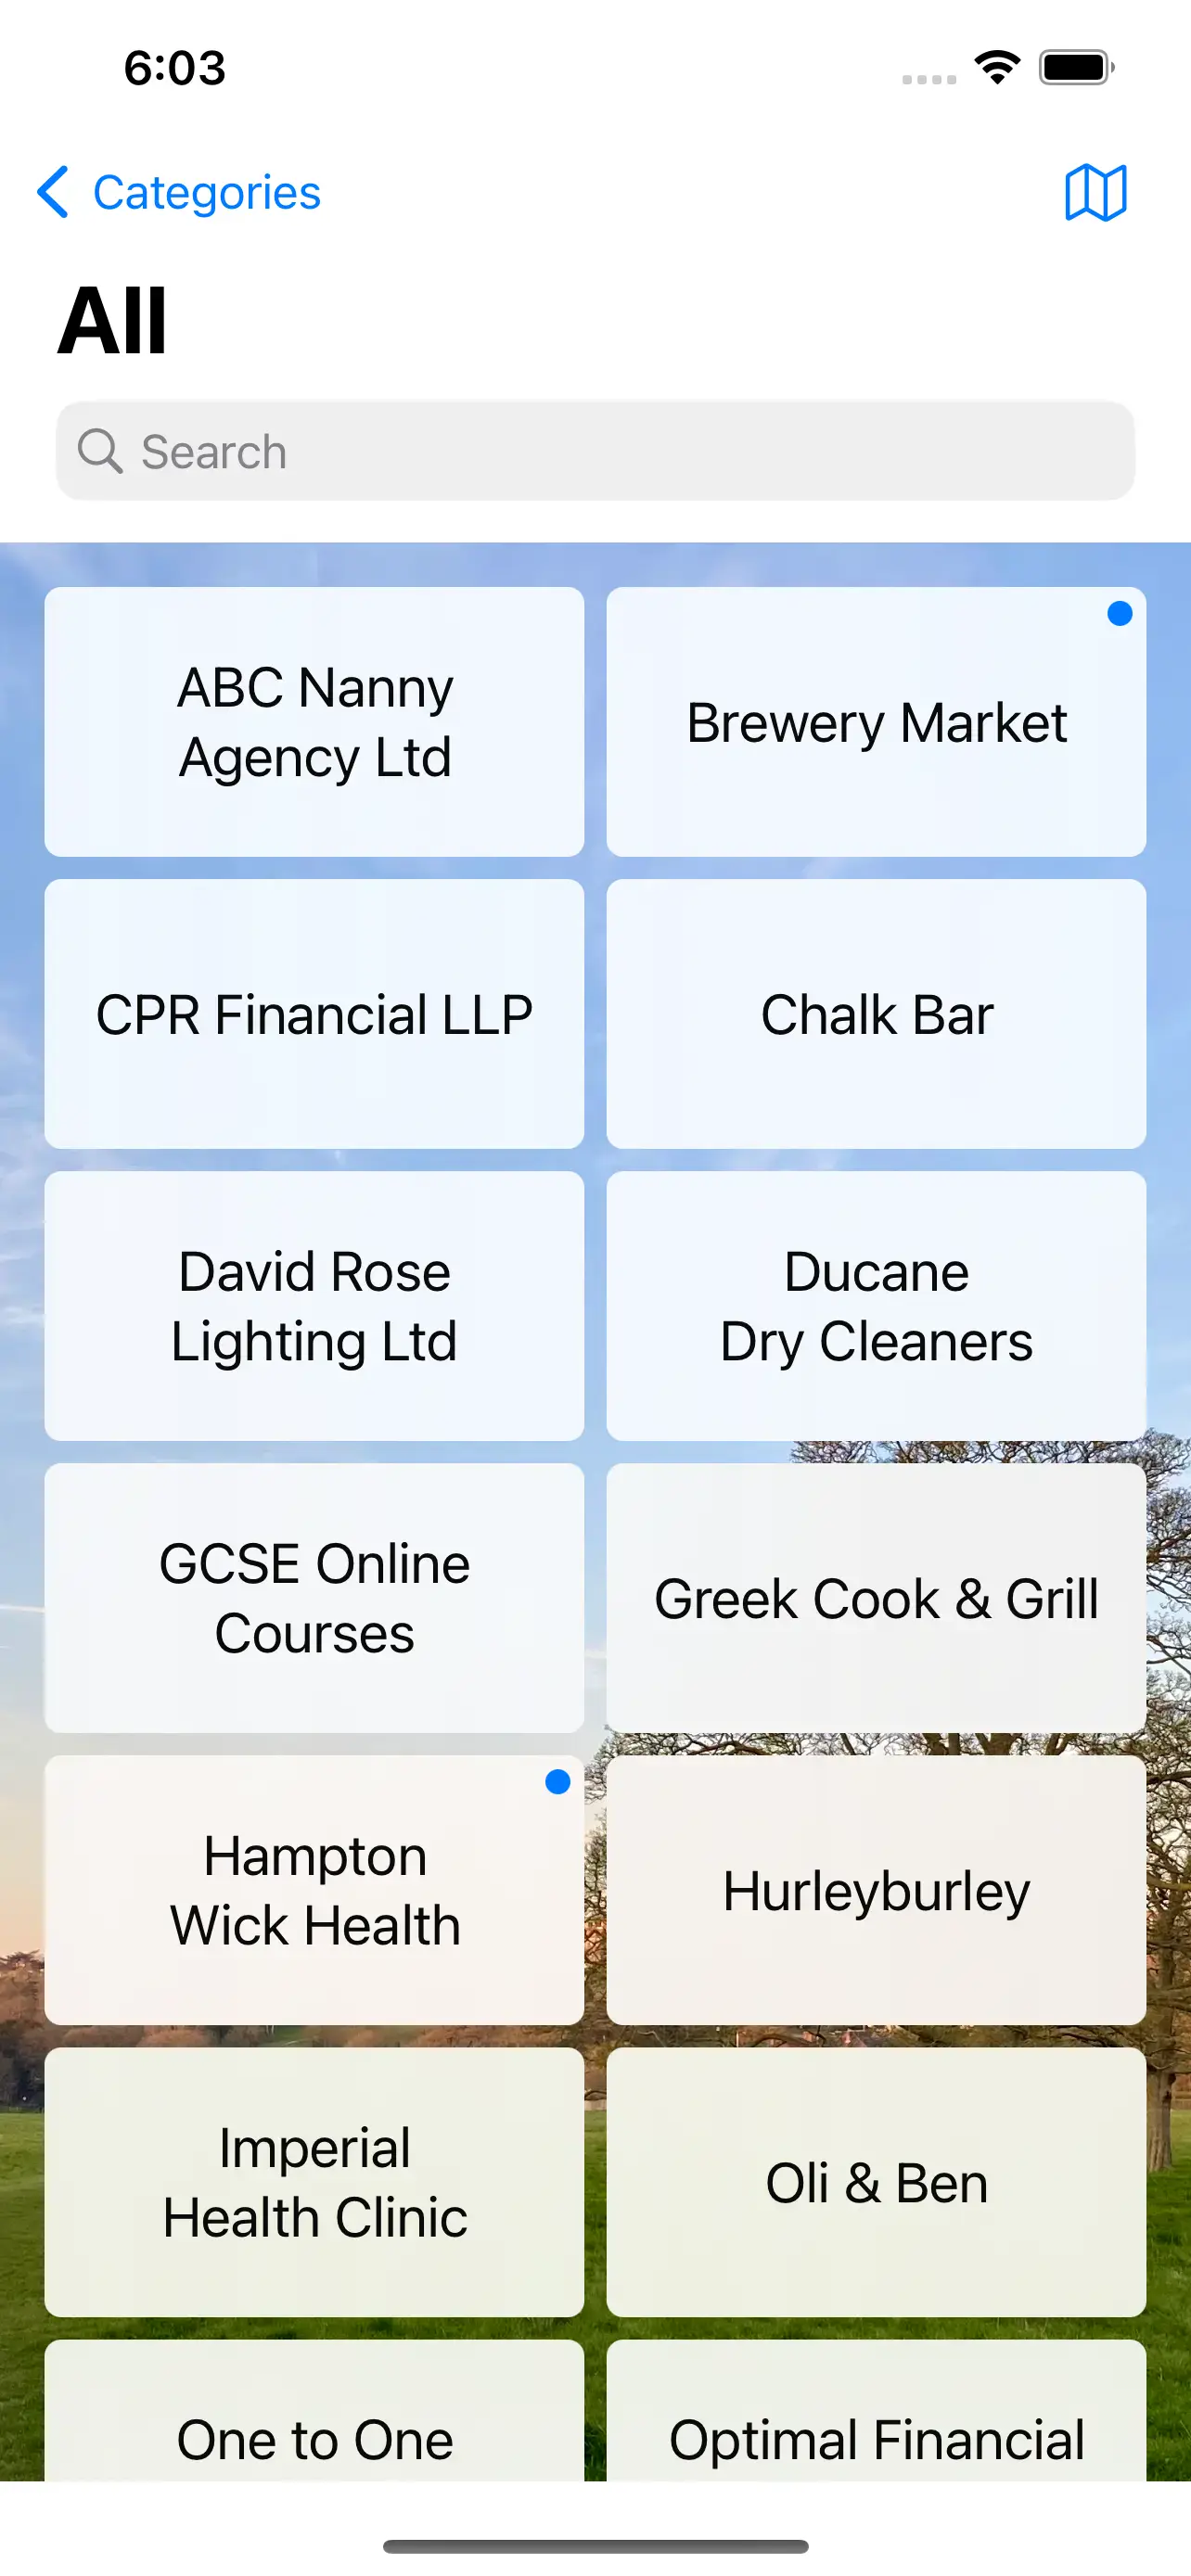 6:03
Categories
All
Search
ABC Nanny
Agency Ltd
Brewery Market
CPR Financial LLP
Chalk Bar
David Rose
Lighting Ltd
Ducane
Dry Cleaners
GCSE Online
Courses
Greek Cook & Grill
Hampton
Wick Health
Hurleyburley
Imperial
Health Clinic
Oli & Ben
One to One
Optimal Financial